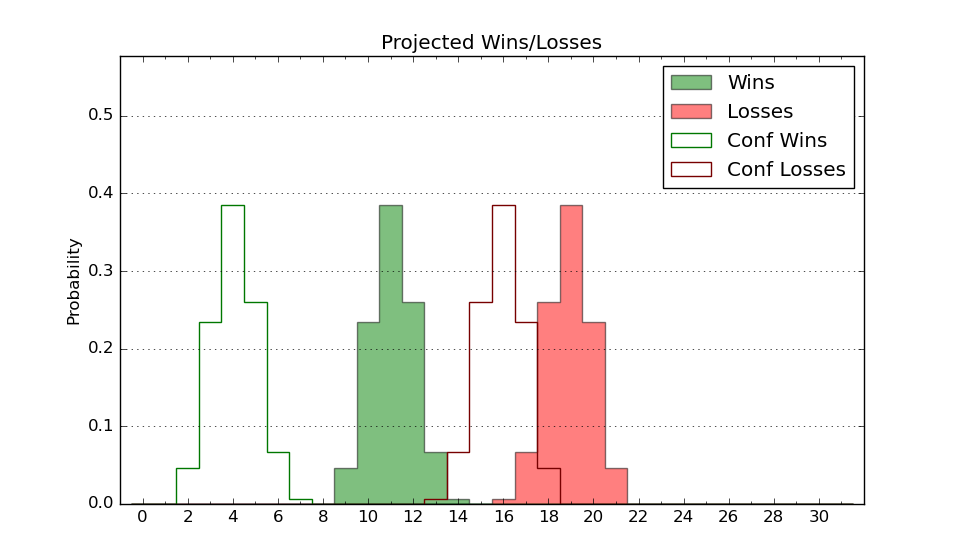 Projected Wins/Losses
Wins
Losses
Conf Wins
Conf Losses
Probability
0.5
0.4
0.3
0.2
0.1
0.0
0 2 4 6 8 10 12 14 16 18 20 22 24 26 28 30